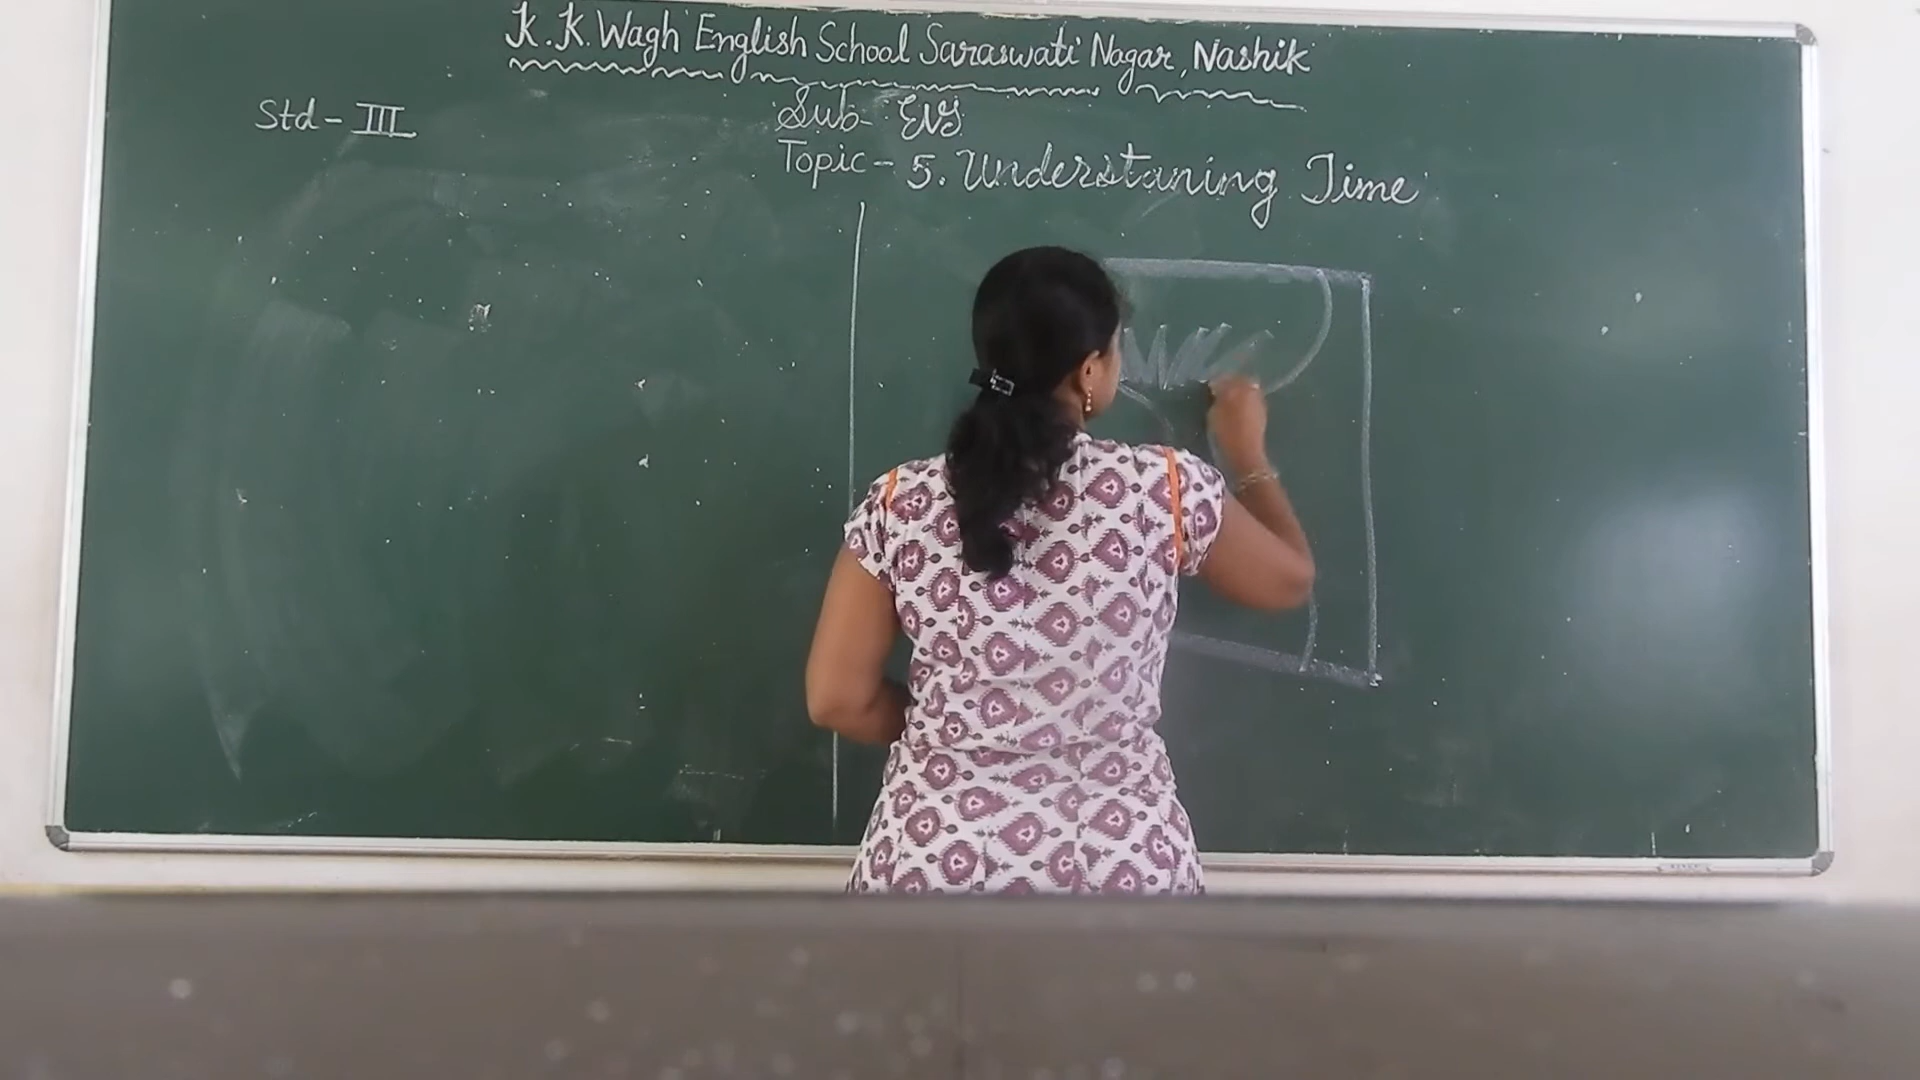 K.K.Wagh English School Saraswati Nagar, Nashik
Std - III
Sub - EVS
Topic - 5. Understaning Time